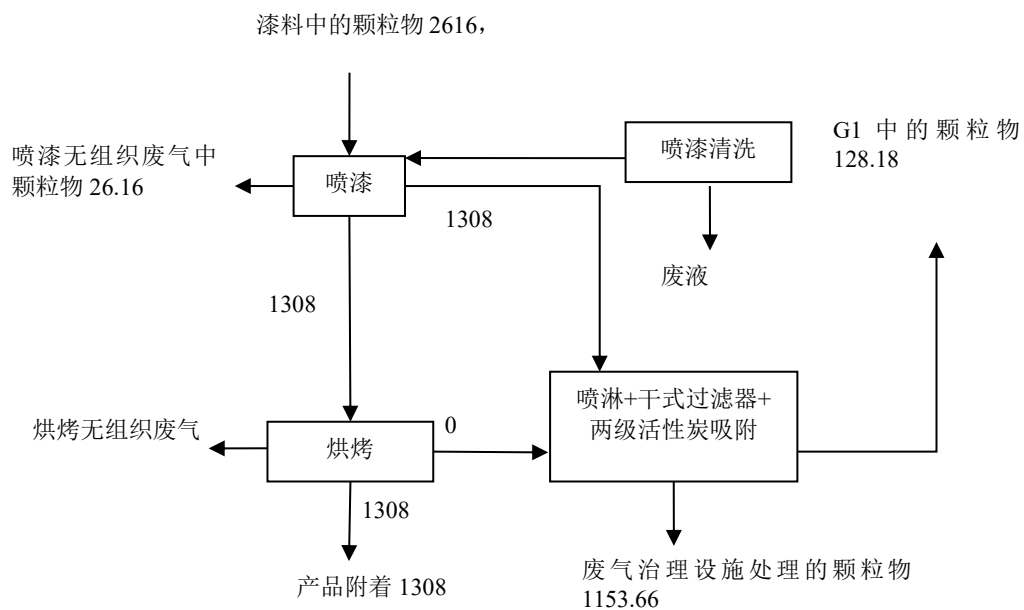 漆料中的颗粒物 2616，
G1 中的颗粒物
128.18
喷漆清洗
喷漆无组织废气中
颗粒物 26.16
喷漆
1308
废液
1308
喷淋+干式过滤器+
两级活性炭吸附
烘烤无组织废气
0
烘烤
1308
产品附着 1308
废气治理设施处理的颗粒物
1153.66